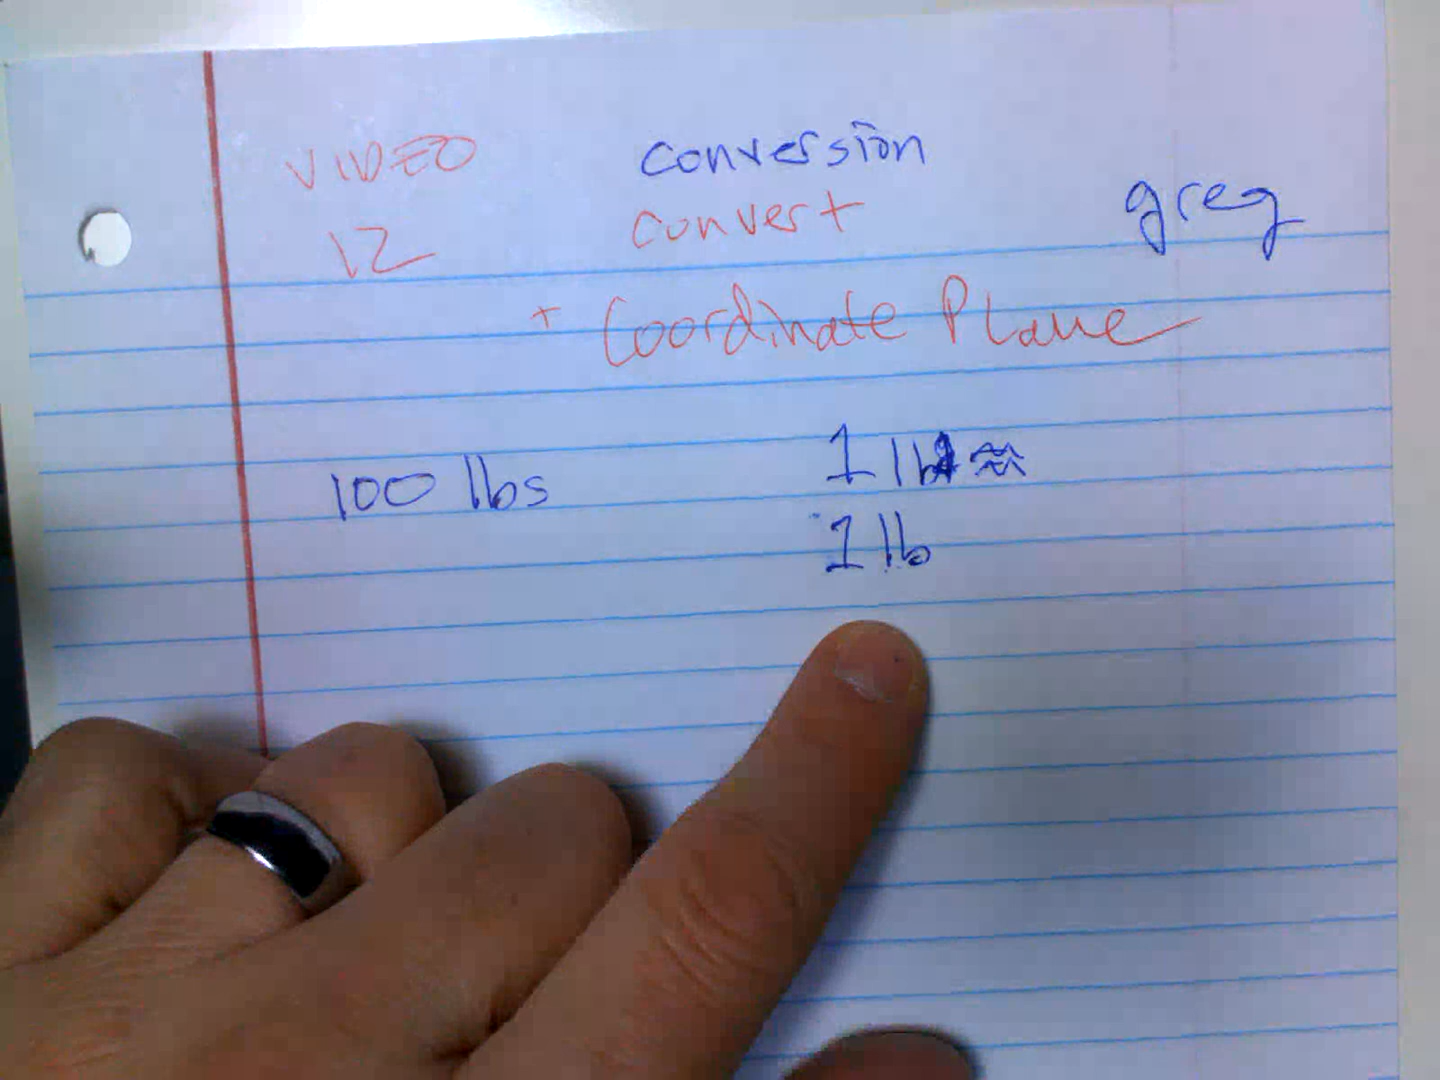 VIDEO
12
conversion
convert
greg
+ Coordinate Plane
100 lbs
1 lb ≈
1 lb